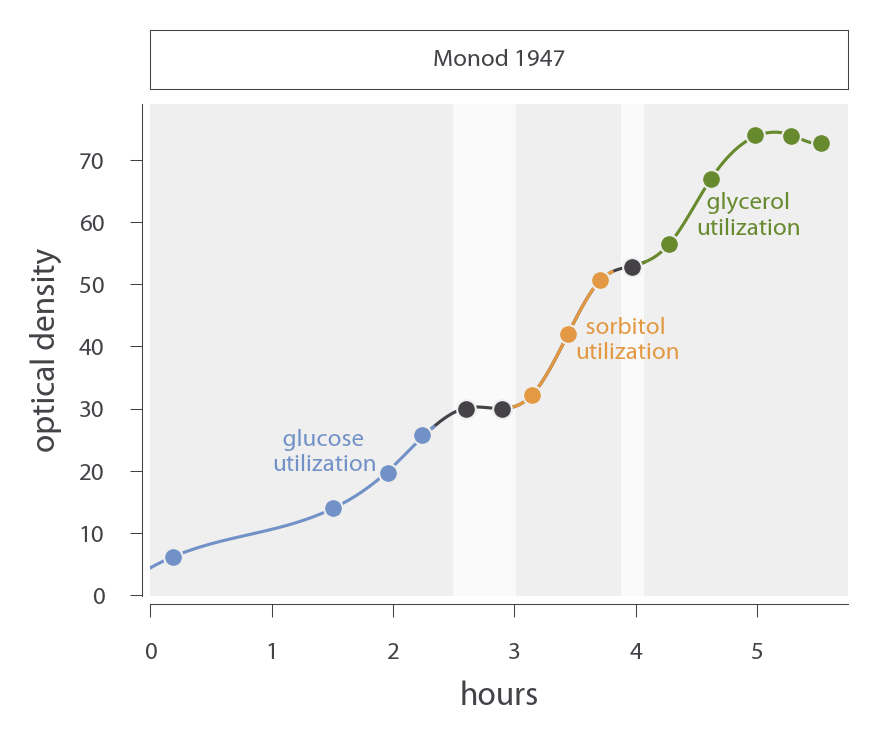 Monod 1947
70
60
50
40
30
20
10
0
optical density
glucose
utilization
sorbitol
utilization
glycerol
utilization
0 1 2 3 4 5
hours